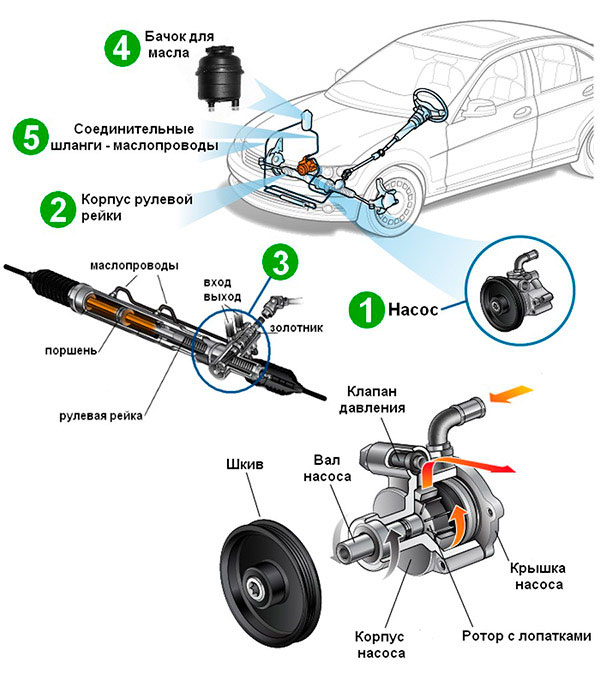 4
Бачок для
масла
5
Соединительные
шланги - маслопроводы
2
Корпус рулевой
рейки
маслопроводы
вход
выход
3
золотник
поршень
рулевая рейка
1
Насос
Клапан
давления
Вал
насоса
Шкив
Крышка
насоса
Корпус
насоса
Ротор с лопатками